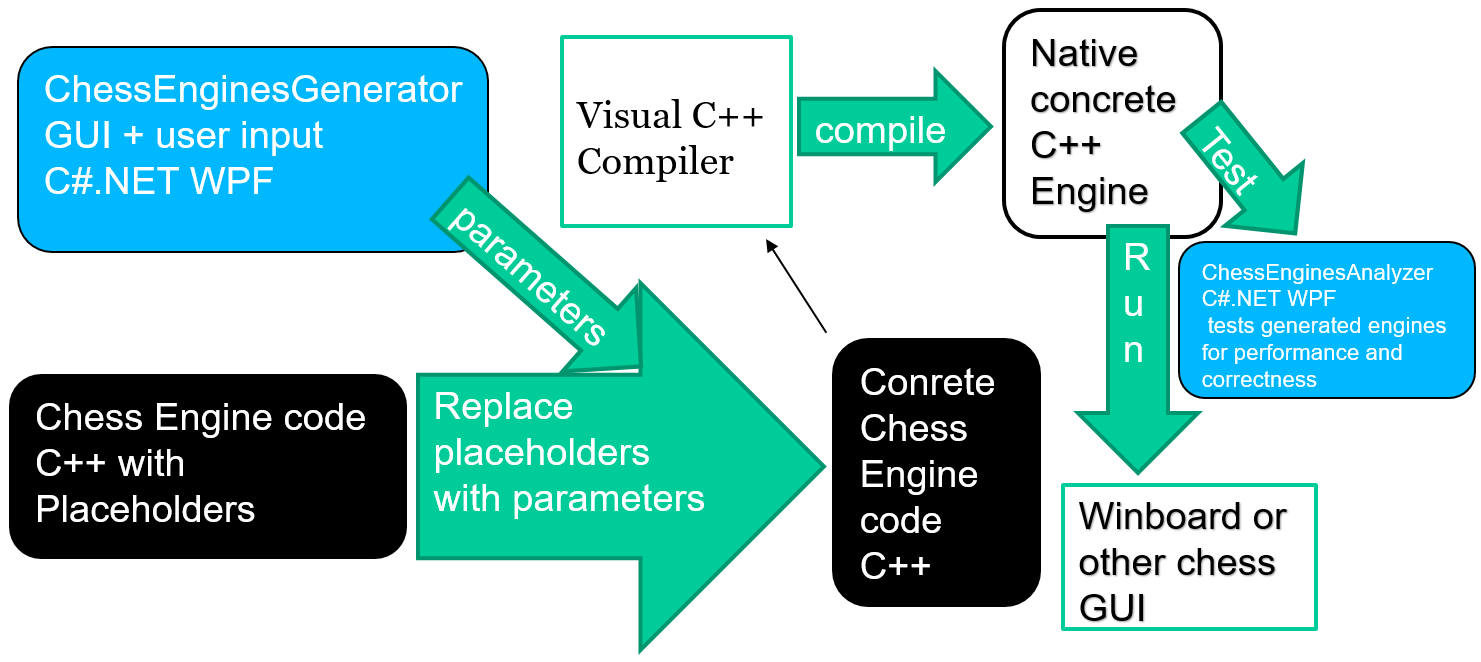 ChessEnginesGenerator
GUI + user input
C#.NET WPF
parameters
Chess Engine code
C++ with
Placeholders
Replace
placeholders
with parameters
Conrete
Chess
Engine
code
C++
Visual C++
Compiler
compile
Native
concrete
C++
Engine
Test
ChessEnginesAnalyzer
C#.NET WPF
tests generated engines
for performance and
correctness
R
u
n
Winboard or
other chess
GUI